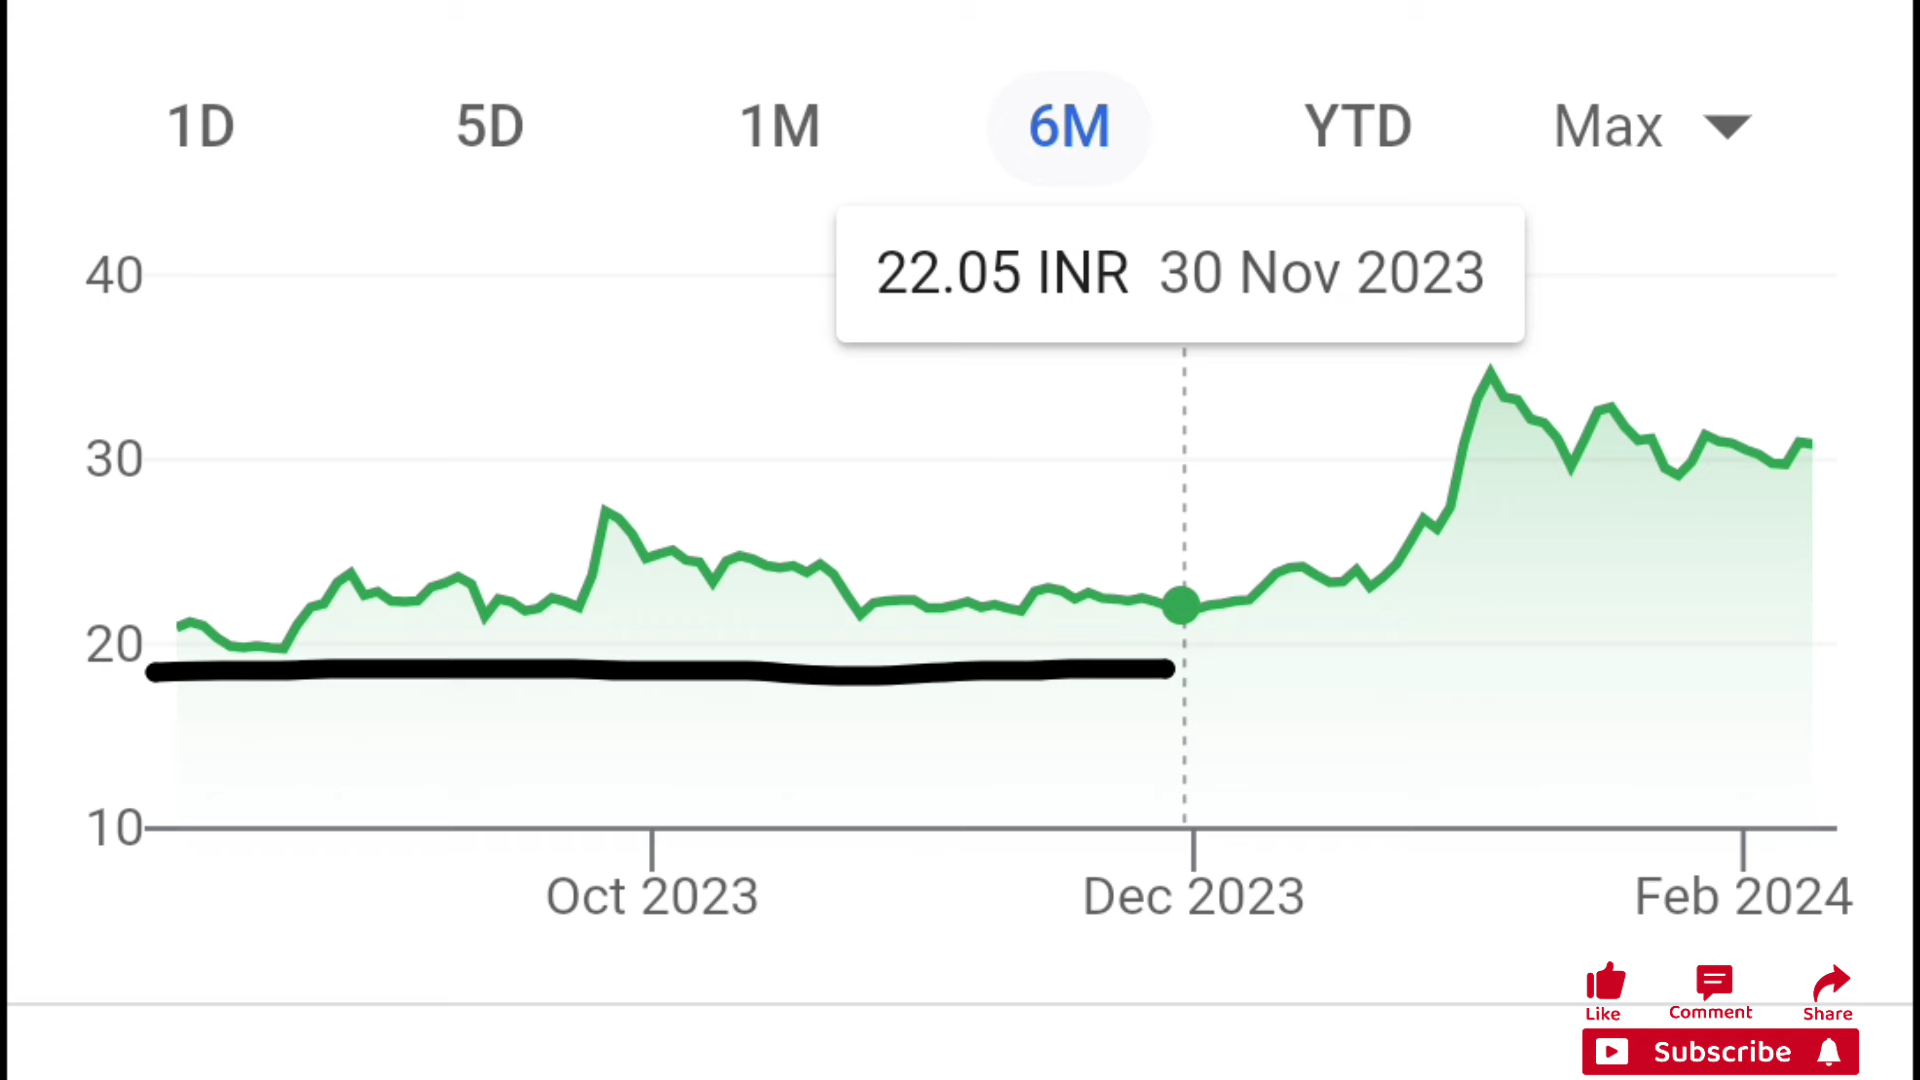 1D 5D 1M 6M YTD Max
22.05 INR 30 Nov 2023
40
30
20
10
Oct 2023 Dec 2023 Feb 2024
Like Comment Share
Subscribe